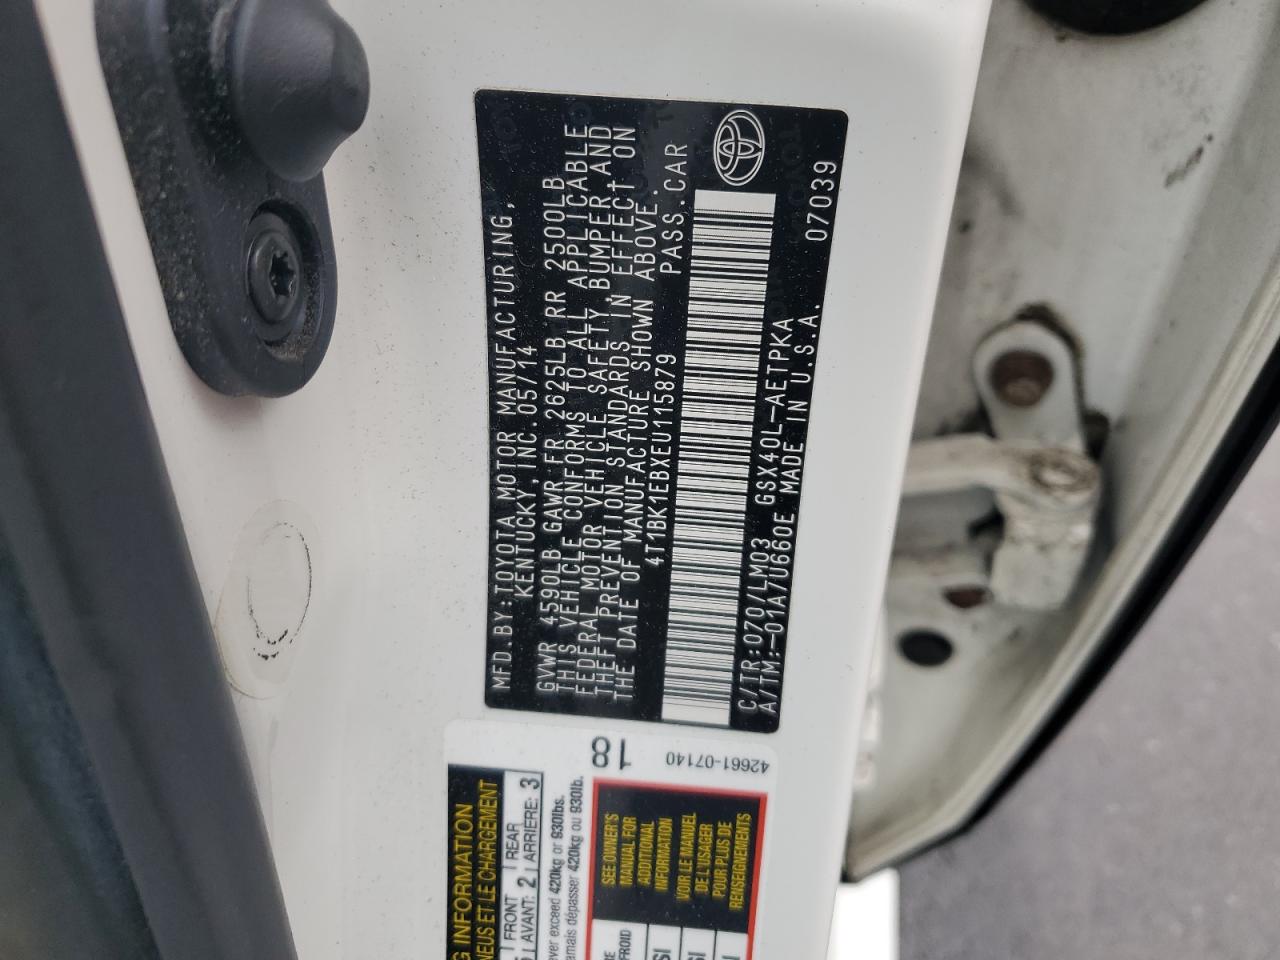 MFD.BY:TOYOTA MOTOR MANUFACTURING,
KENTUCKY,INC.05/14
GVWR 4590LB GAWR FR 2625LB RR 2500LB
THIS VEHICLE CONFORMS TO ALL APPLICABLE
FEDERAL MOTOR VEHICLE SAFETY,BUMPER AND
THEFT PREVENTION STANDARDS IN EFFECT ON
THE DATE OF MANUFACTURE SHOWN ABOVE.
4T1BK1EBXEU115879 PASS.CAR
C/TR:070/LM03 GSX40L-AETPKA
A/TM:-01A/U660E MADE IN U.S.A. 07039
INFORMATION
ET LE CHARGEMENT
FRONT 2 REAR 3
AVANT: ARRIERE:
exceed 420kg or 930lbs.
dépasser 420kg ou 930lb.
SEE OWNER'S
MANUAL FOR
ADDITIONAL
INFORMATION
VOIR LE MANUEL
DE L'USAGER
POUR PLUS DE
RENSEIGNEMENTS
42661-07140
18